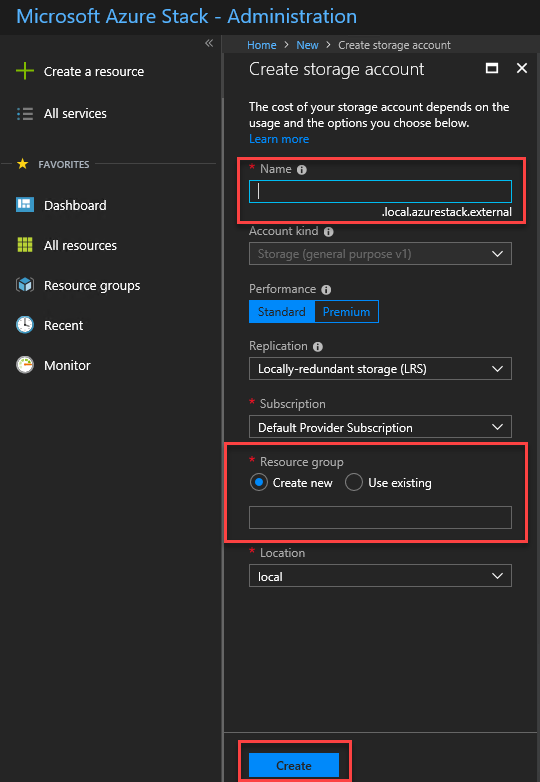 Microsoft Azure Stack - Administration
«
Create a resource
All services
FAVORITES
Dashboard
All resources
Resource groups
Recent
Monitor
Home > New > Create storage account
Create storage account
The cost of your storage account depends on the
usage and the options you choose below.
Learn more
* Name
.local.azurestack.external
Account kind
Storage (general purpose v1)
Performance
Standard Premium
Replication
Locally-redundant storage (LRS)
* Subscription
Default Provider Subscription
* Resource group
Create new Use existing
* Location
local
Create